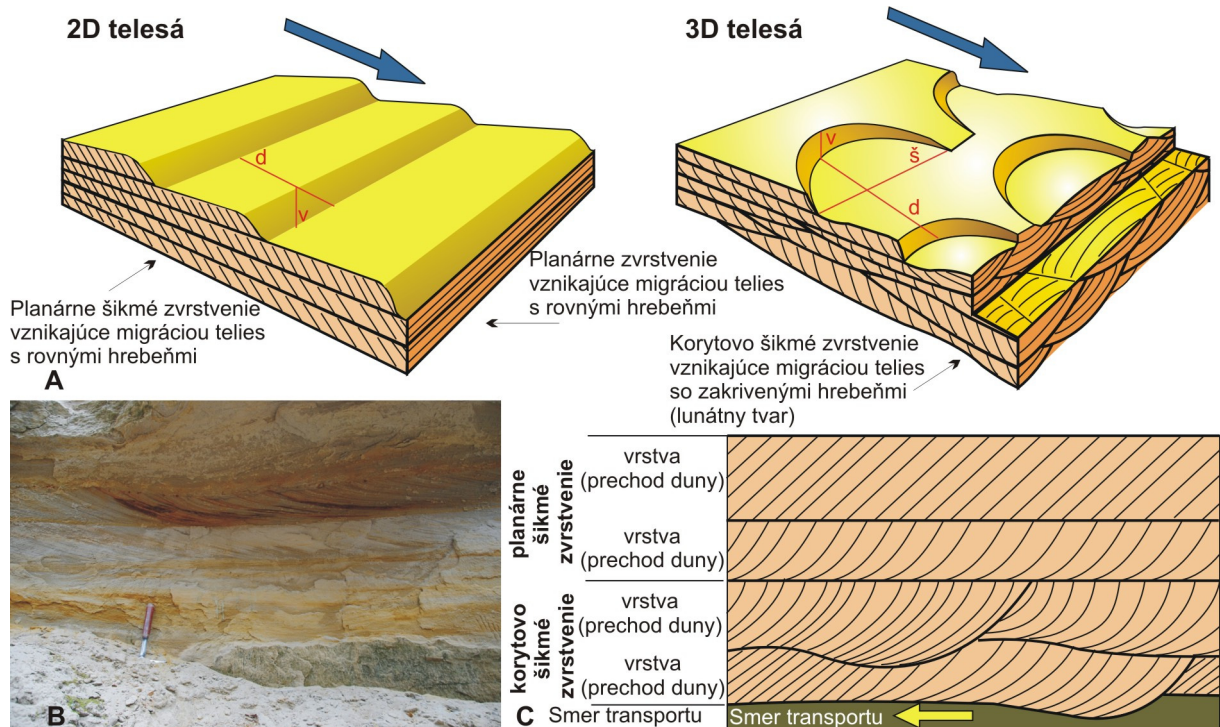 2D telesá
3D telesá
d
v
v
š
d
Planárne šikmé zvrstvenie
vznikajúce migráciou telies
s rovnými hrebeňmi
Planárne zvrstvenie
vznikajúce migráciou telies
s rovnými hrebeňmi
Korytovo šikmé zvrstvenie
vznikajúce migráciou telies
so zakrivenými hrebeňmi
(lunátny tvar)
A
B
C
planárne
šikmé
zvrstvenie
vrstva
(prechod duny)
vrstva
(prechod duny)
korytovo
šikmé
zvrstvenie
vrstva
(prechod duny)
vrstva
(prechod duny)
Smer transportu
Smer transportu